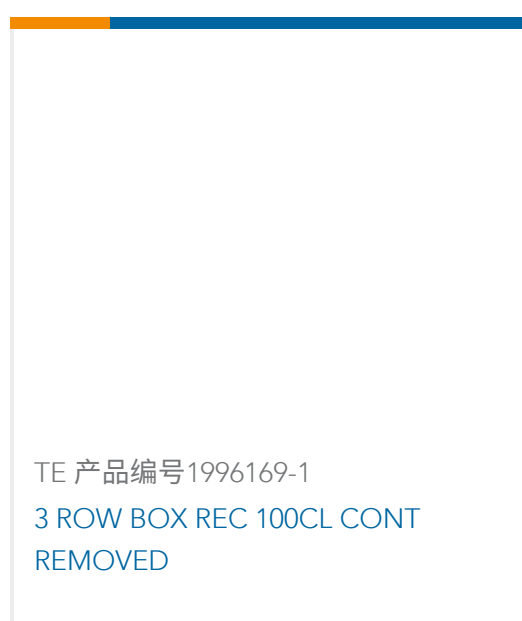 TE 产品编号1996169-1
3 ROW BOX REC 100CL CONT
REMOVED